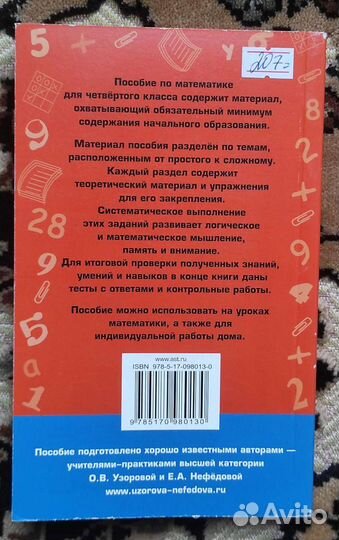 207=
Пособие по математике
для четвёртого класса содержит материал,
охватывающий обязательный минимум
содержания начального образования.
Материал пособия разделён по темам,
расположенным от простого к сложному.
Каждый раздел содержит
теоретический материал и упражнения
для его закрепления.
Систематическое выполнение
этих заданий развивает логическое
и математическое мышление,
память и внимание.
Для итоговой проверки полученных знаний,
умений и навыков в конце книги даны
тесты с ответами и контрольные работы.
Пособие можно использовать на уроках
математики, а также для
индивидуальной работы дома.
www.ast.ru
ISBN 978-5-17-098013-0
9 785170 980130
Пособие подготовлено хорошо известными авторами —
учителями-практиками высшей категории
О.В. Узоровой и Е.А. Нефёдовой
www.uzorova-nefedova.ru
Avito